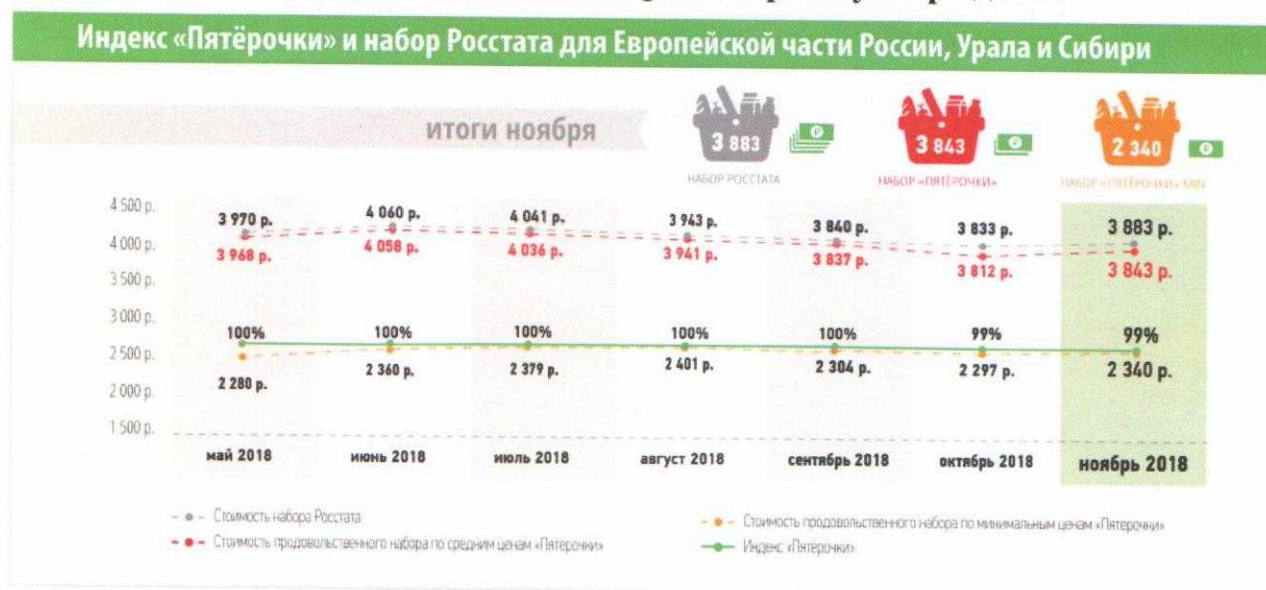 Индекс «Пятёрочки» и набор Росстата для Европейской части России, Урала и Сибири
итоги ноября
3 883
НАБОР РОССТАТА
3 843
НАБОР «ПЯТЁРОЧКИ»
2 340
НАБОР «ПЯТЁРОЧКИ» MIN
4 500 р.
4 000 р.
3 500 р.
3 000 р.
2 500 р.
2 000 р.
1 500 р.
3 970 р. 4 060 р. 4 041 р. 3 943 р. 3 840 р. 3 833 р. 3 883 р.
3 968 р. 4 058 р. 4 036 р. 3 941 р. 3 837 р. 3 812 р. 3 843 р.
100% 100% 100% 100% 100% 99% 99%
2 280 р. 2 360 р. 2 379 р. 2 401 р. 2 304 р. 2 297 р. 2 340 р.
май 2018 июнь 2018 июль 2018 август 2018 сентябрь 2018 октябрь 2018 ноябрь 2018
Стоимость набора Росстата
Стоимость продовольственного набора по средним ценам «Пятерочки»
Стоимость продовольственного набора по минимальным ценам «Пятерочки»
Индекс «Пятерочки»